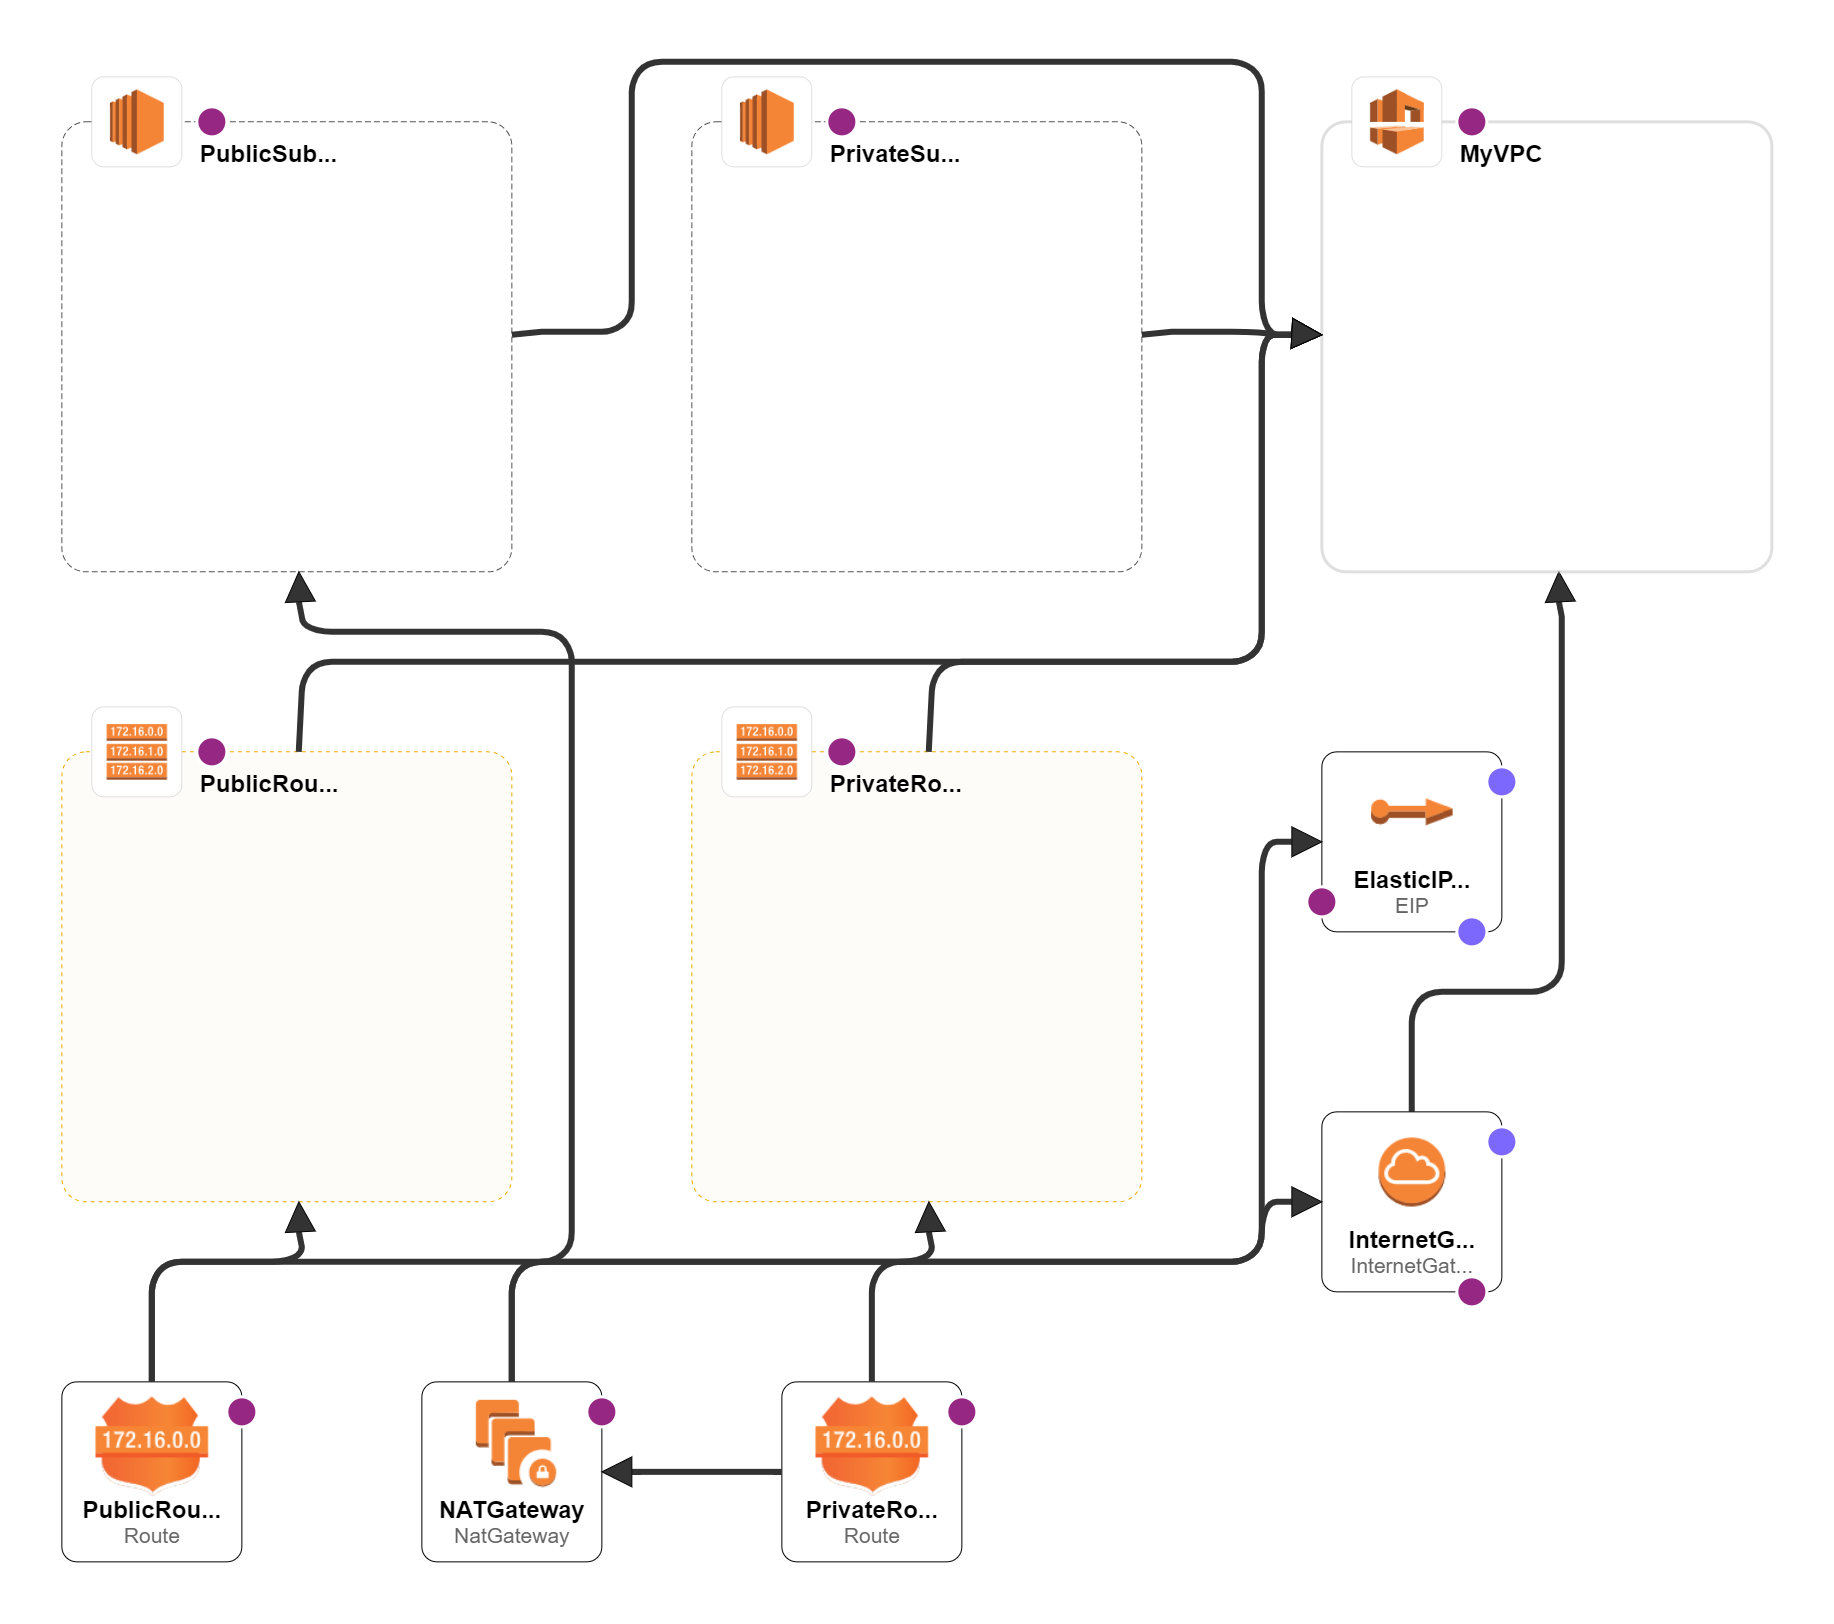 PublicSub...
PrivateSu...
MyVPC
172.16.0.0
172.16.1.0
172.16.2.0
PublicRou...
172.16.0.0
172.16.1.0
172.16.2.0
PrivateRo...
ElasticIP...
EIP
InternetG...
InternetGat...
172.16.0.0
PublicRou...
Route
NATGateway
NatGateway
172.16.0.0
PrivateRo...
Route